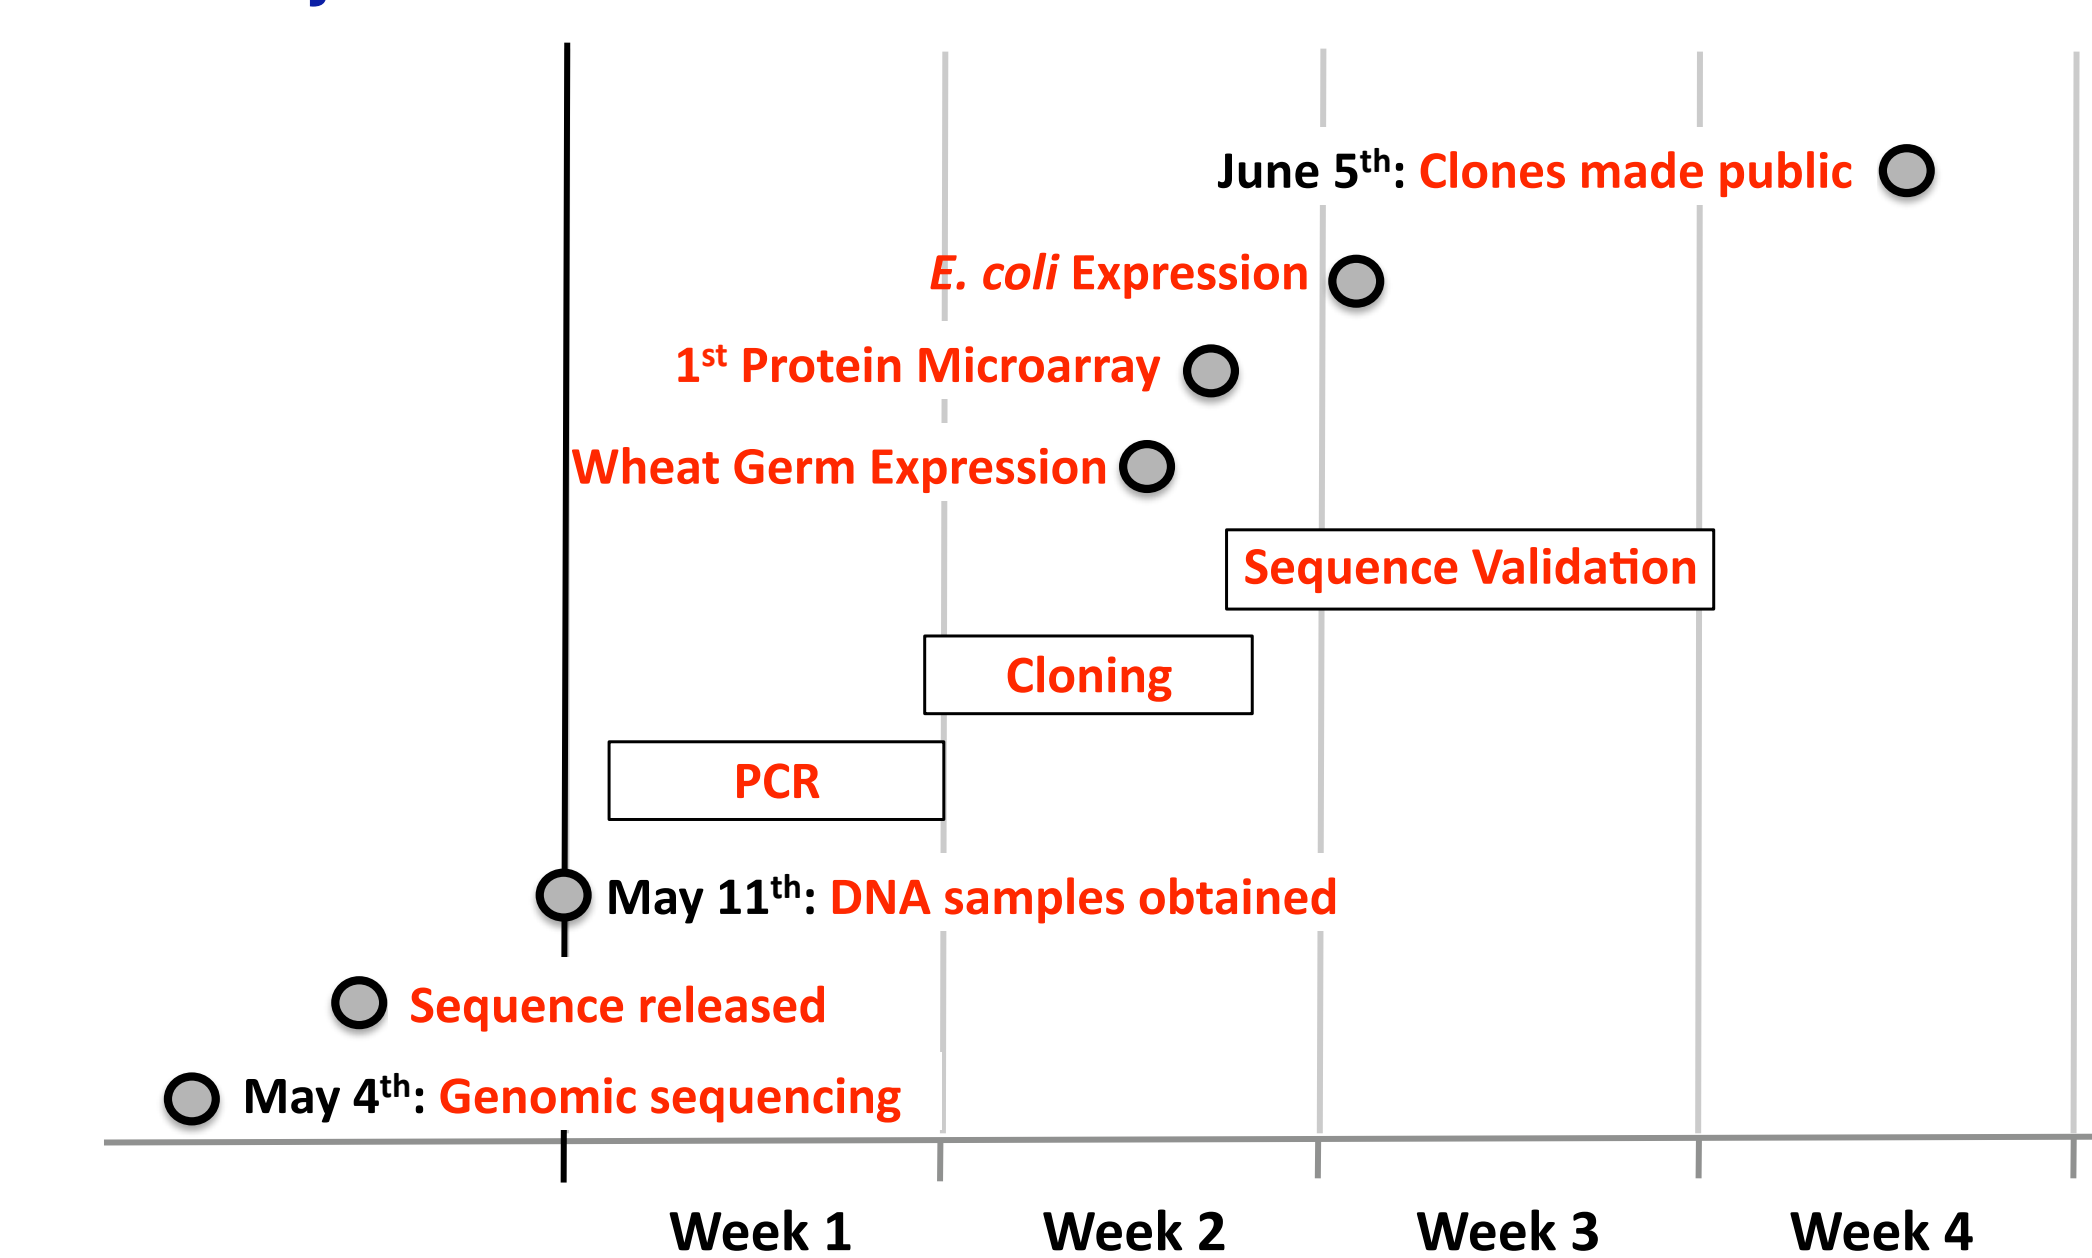 June 5th: Clones made public
E. coli Expression
1st Protein Microarray
Wheat Germ Expression
Sequence Validation
Cloning
PCR
May 11th: DNA samples obtained
Sequence released
May 4th: Genomic sequencing
Week 1 Week 2 Week 3 Week 4